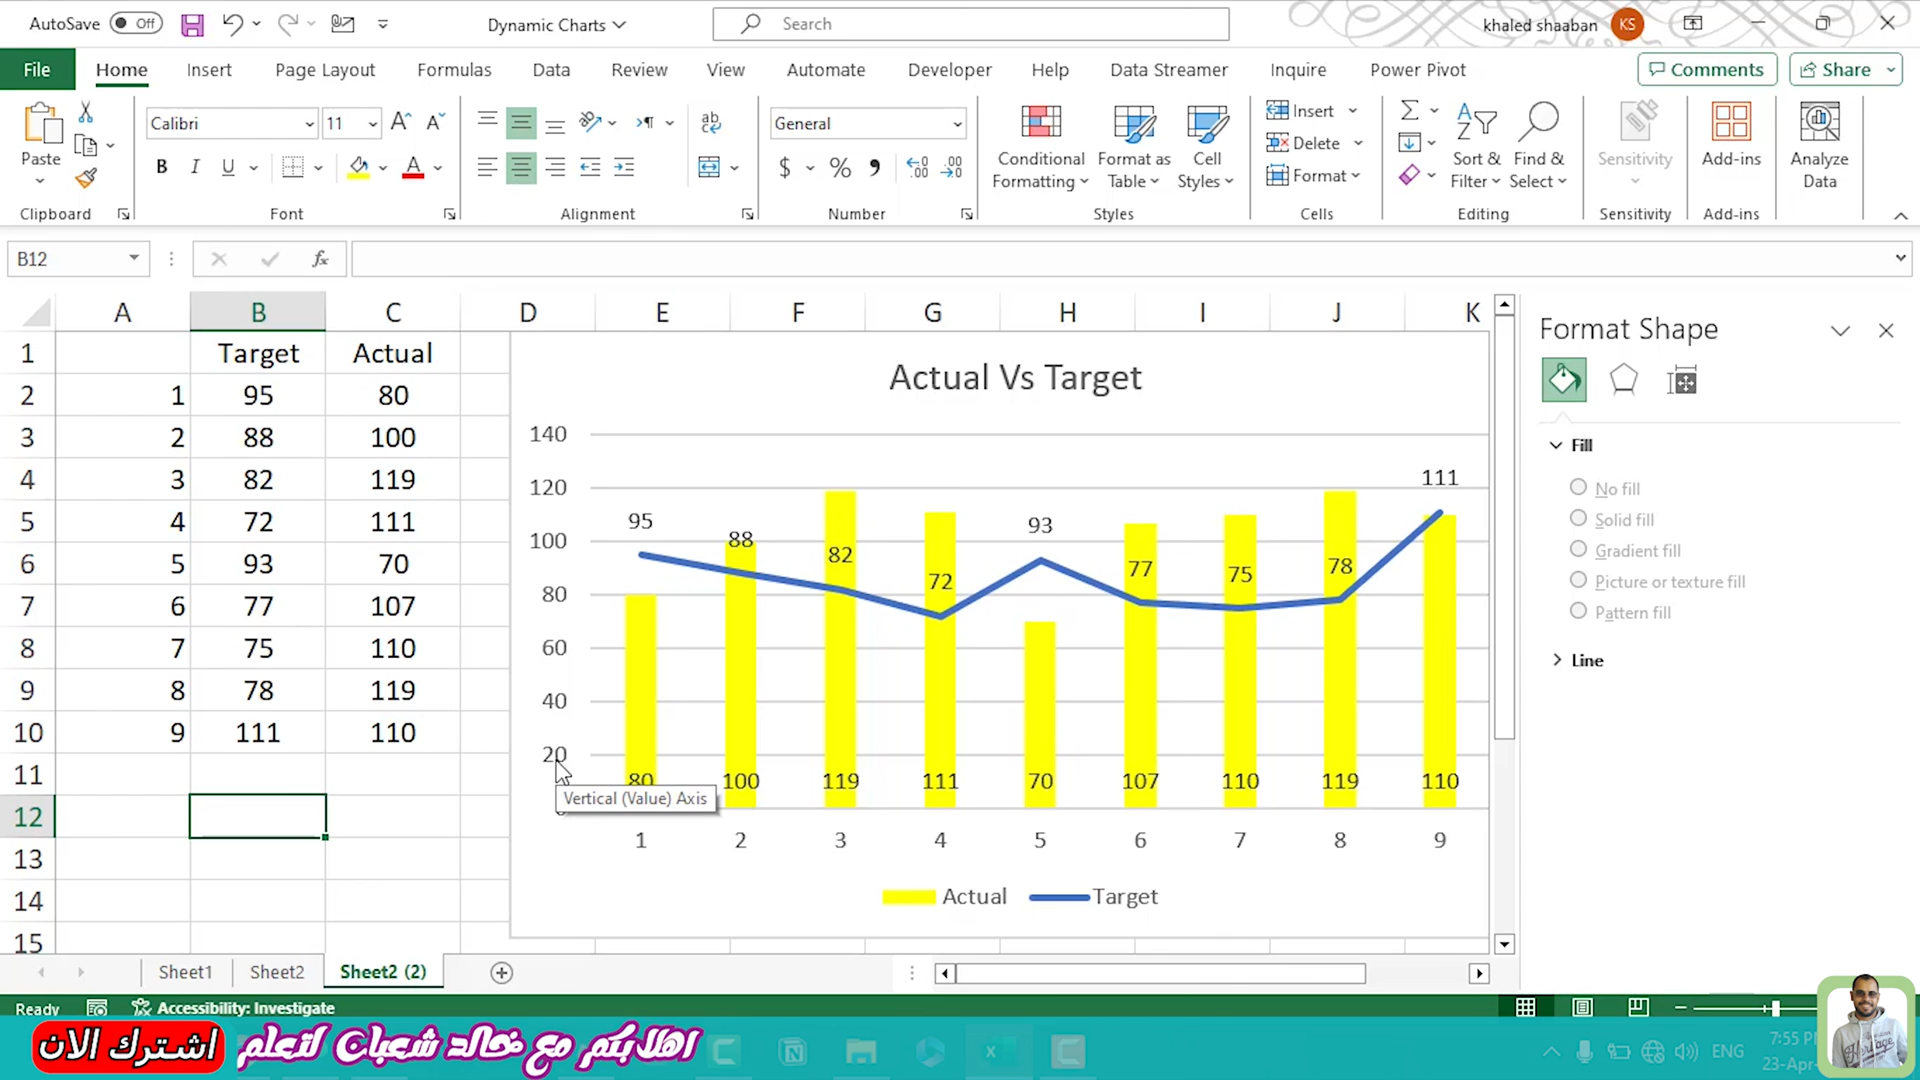 AutoSave Off Dynamic Charts Search khaled shaaban KS
File Home Insert Page Layout Formulas Data Review View Automate Developer Help Data Streamer Inquire Power Pivot Comments Share
Calibri 11 General Insert
Paste B I U Conditional Formatting Format as Table Cell Styles Delete Format Sort & Filter Find & Select Sensitivity Add-ins Analyze Data
Clipboard Font Alignment Number Styles Cells Editing Sensitivity Add-ins
B12 fx
A B C D E F G H I J K
1 Target Actual
2 1 95 80
3 2 88 100
4 3 82 119
5 4 72 111
6 5 93 70
7 6 77 107
8 7 75 110
9 8 78 119
10 9 111 110
11
12
13
14
15
Actual Vs Target
140
120
100
80
60
40
20
95 88 82 72 93 77 75 78 111
80 100 119 111 70 107 110 119 110
Vertical (Value) Axis
1 2 3 4 5 6 7 8 9
Actual Target
Format Shape
Fill
No fill
Solid fill
Gradient fill
Picture or texture fill
Pattern fill
Line
Sheet1 Sheet2 Sheet2 (2)
Ready Accessibility: Investigate
اشترك الان
اهلا بكم مع خالد شعبان لتعلم
ENG